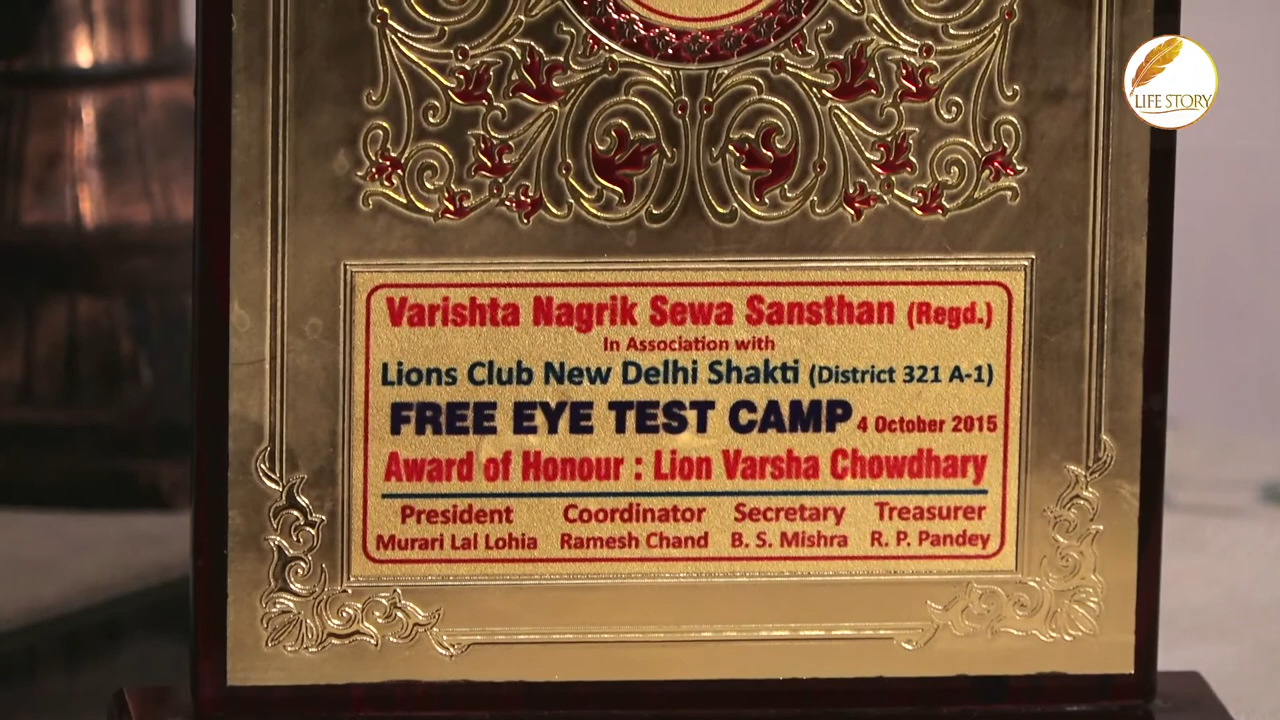 LIFE STORY
Varishta Nagrik Sewa Sansthan (Regd.)
In Association with
Lions Club New Delhi Shakti (District 321 A-1)
FREE EYE TEST CAMP 4 October 2015
Award of Honour : Lion Varsha Chowdhary
President Coordinator Secretary Treasurer
Murari Lal Lohia Ramesh Chand B. S. Mishra R. P. Pandey